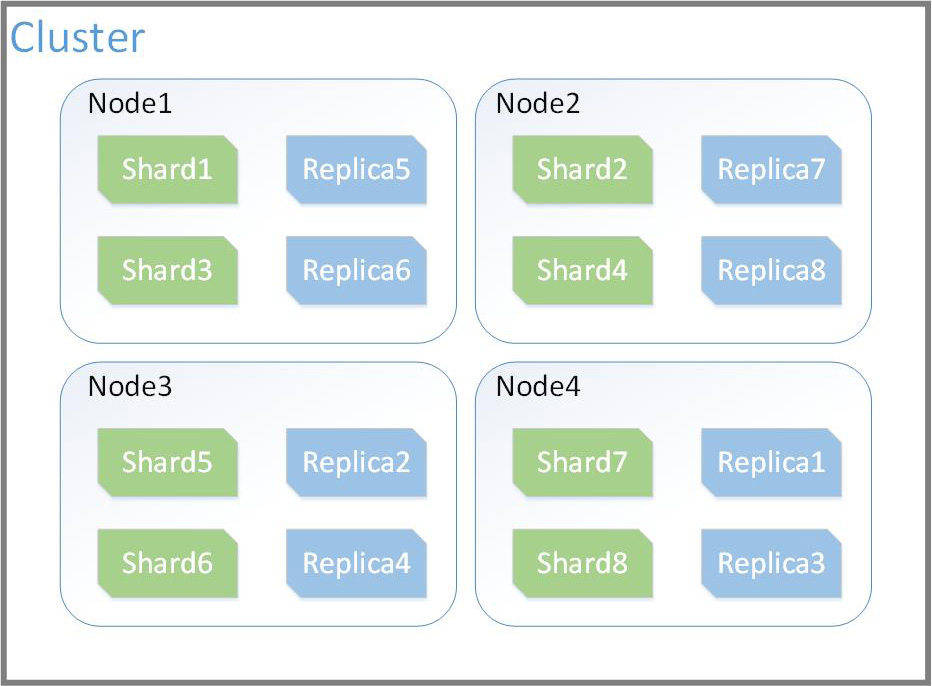 Cluster
Node1
Shard1 Replica5
Shard3 Replica6
Node2
Shard2 Replica7
Shard4 Replica8
Node3
Shard5 Replica2
Shard6 Replica4
Node4
Shard7 Replica1
Shard8 Replica3